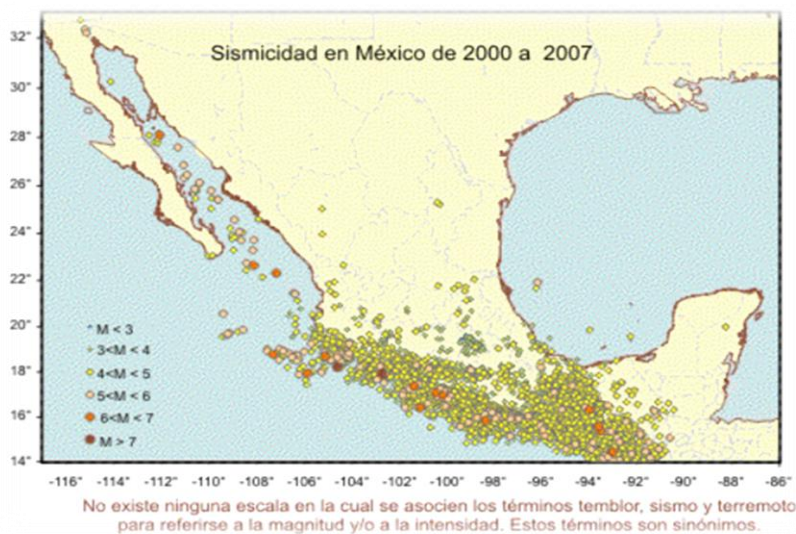 Sismicidad en México de 2000 a 2007
32°
30°
28°
26°
24°
22°
20°
18°
16°
14°
M < 3
3<M < 4
4<M < 5
5<M < 6
6<M < 7
M > 7
-116° -114° -112° -110° -108° -106° -104° -102° -100° -98° -96° -94° -92° -90° -88° -86°
No existe ninguna escala en la cual se asocien los términos temblor, sismo y terremoto
para referirse a la magnitud y/o a la intensidad. Estos términos son sinónimos.